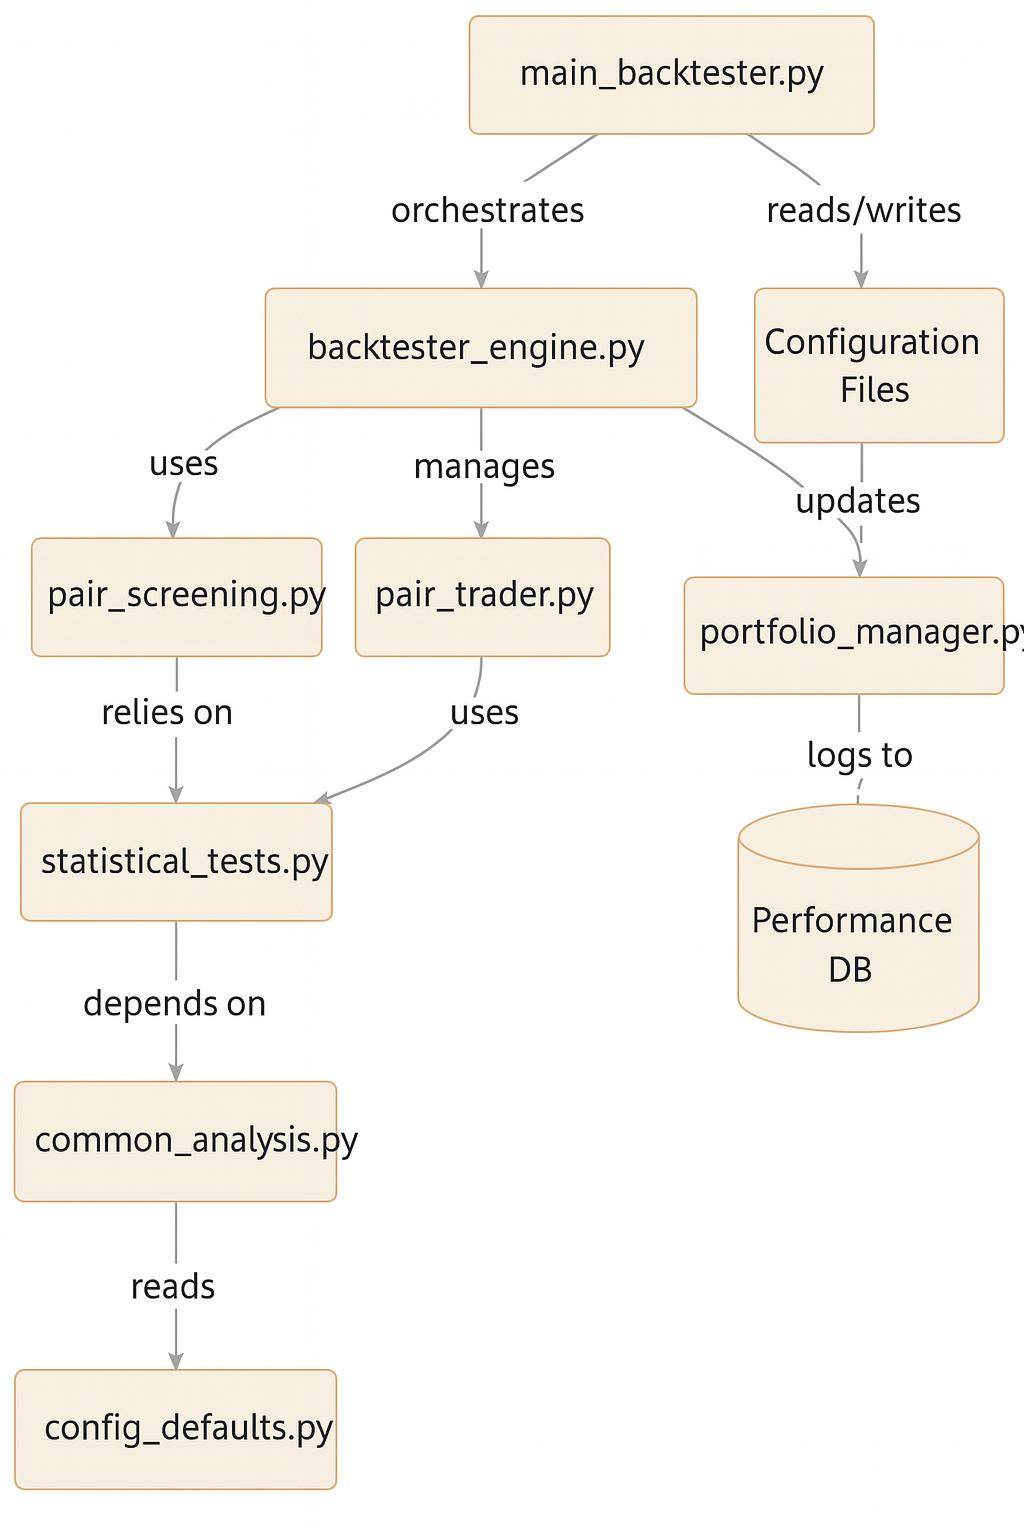 main_backtester.py
orchestrates
reads/writes
backtester_engine.py
Configuration
Files
uses
manages
updates
pair_screening.py
pair_trader.py
portfolio_manager.py
relies on
uses
logs to
statistical_tests.py
Performance
DB
depends on
common_analysis.py
reads
config_defaults.py